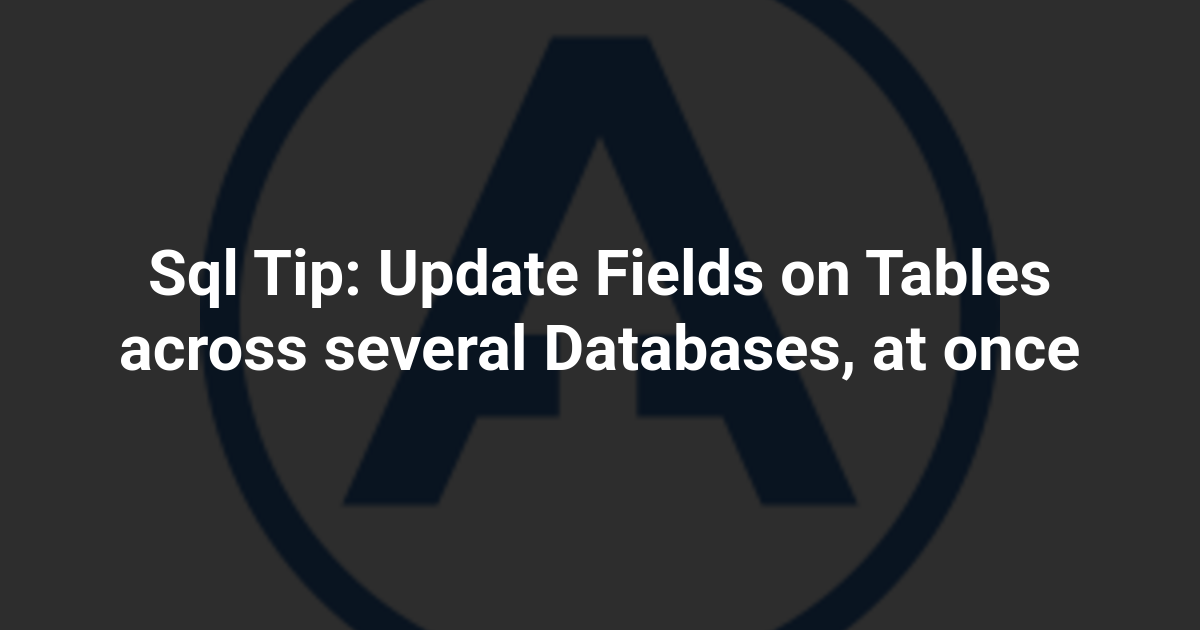 Sql Tip: Update Fields on Tables
across several Databases, at once